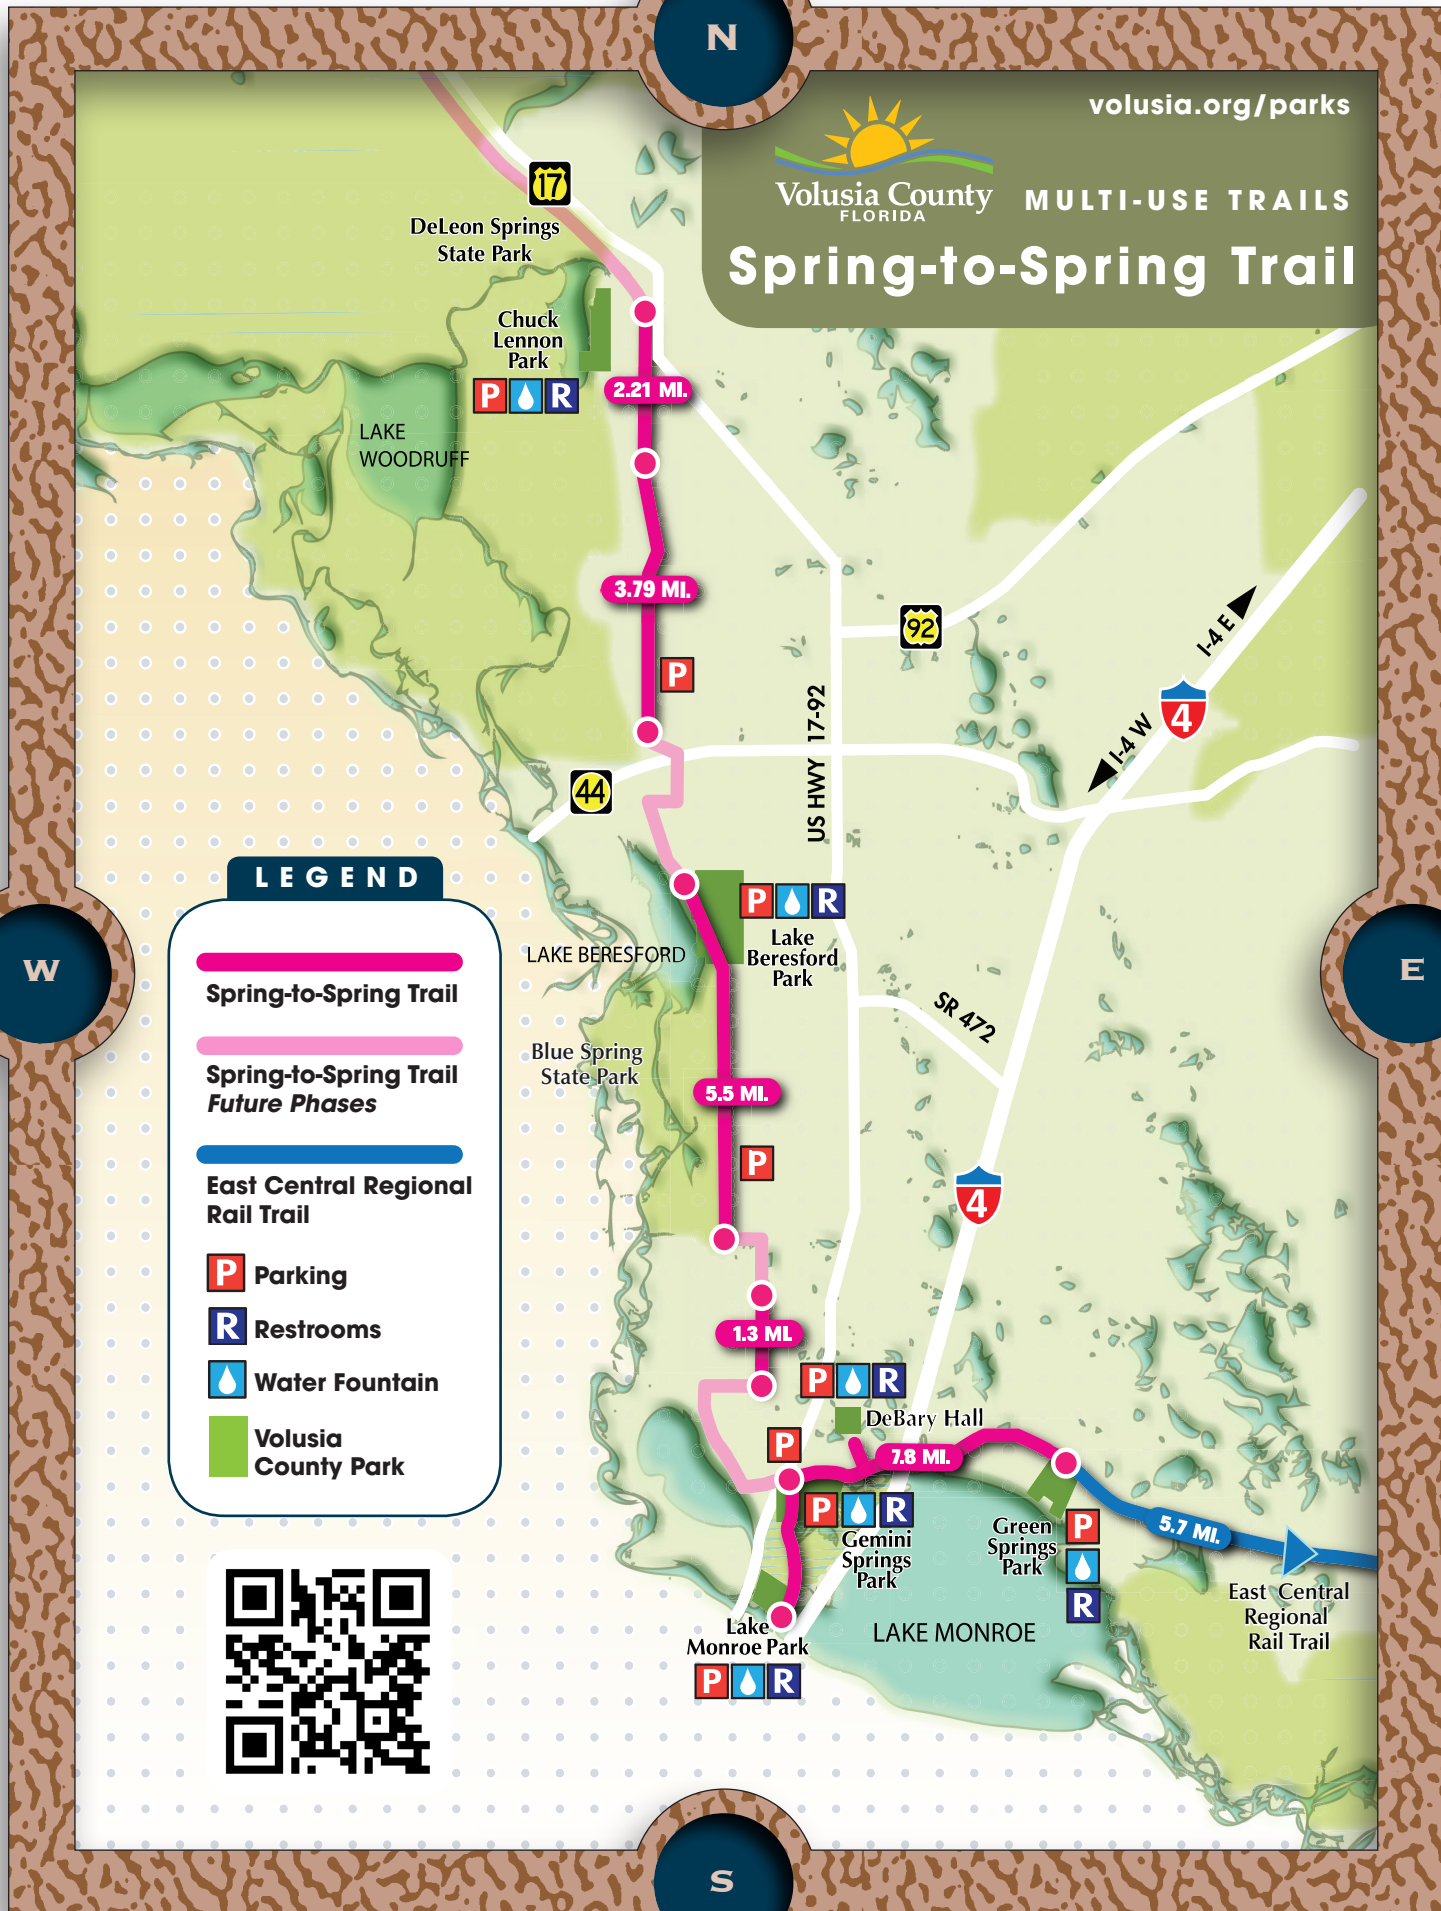 N
volusia.org/parks
Volusia County
FLORIDA
MULTI-USE TRAILS
Spring-to-Spring Trail
17
DeLeon Springs
State Park
Chuck
Lennon
Park
P R
2.21 MI.
LAKE
WOODRUFF
3.79 MI.
P
92
I-4 E
4
I-4 W
US HWY 17-92
44
LEGEND
Spring-to-Spring Trail
Spring-to-Spring Trail
Future Phases
East Central Regional
Rail Trail
P Parking
R Restrooms
Water Fountain
Volusia
County Park
W
E
P R
Lake
Beresford
Park
LAKE BERESFORD
SR 472
Blue Spring
State Park
5.5 MI.
P
4
1.3 MI.
P R
DeBary Hall
P
7.8 MI.
P R
Gemini
Springs
Park
Green
Springs
Park
P
R
5.7 MI.
East Central
Regional
Rail Trail
LAKE MONROE
Lake
Monroe Park
P R
S